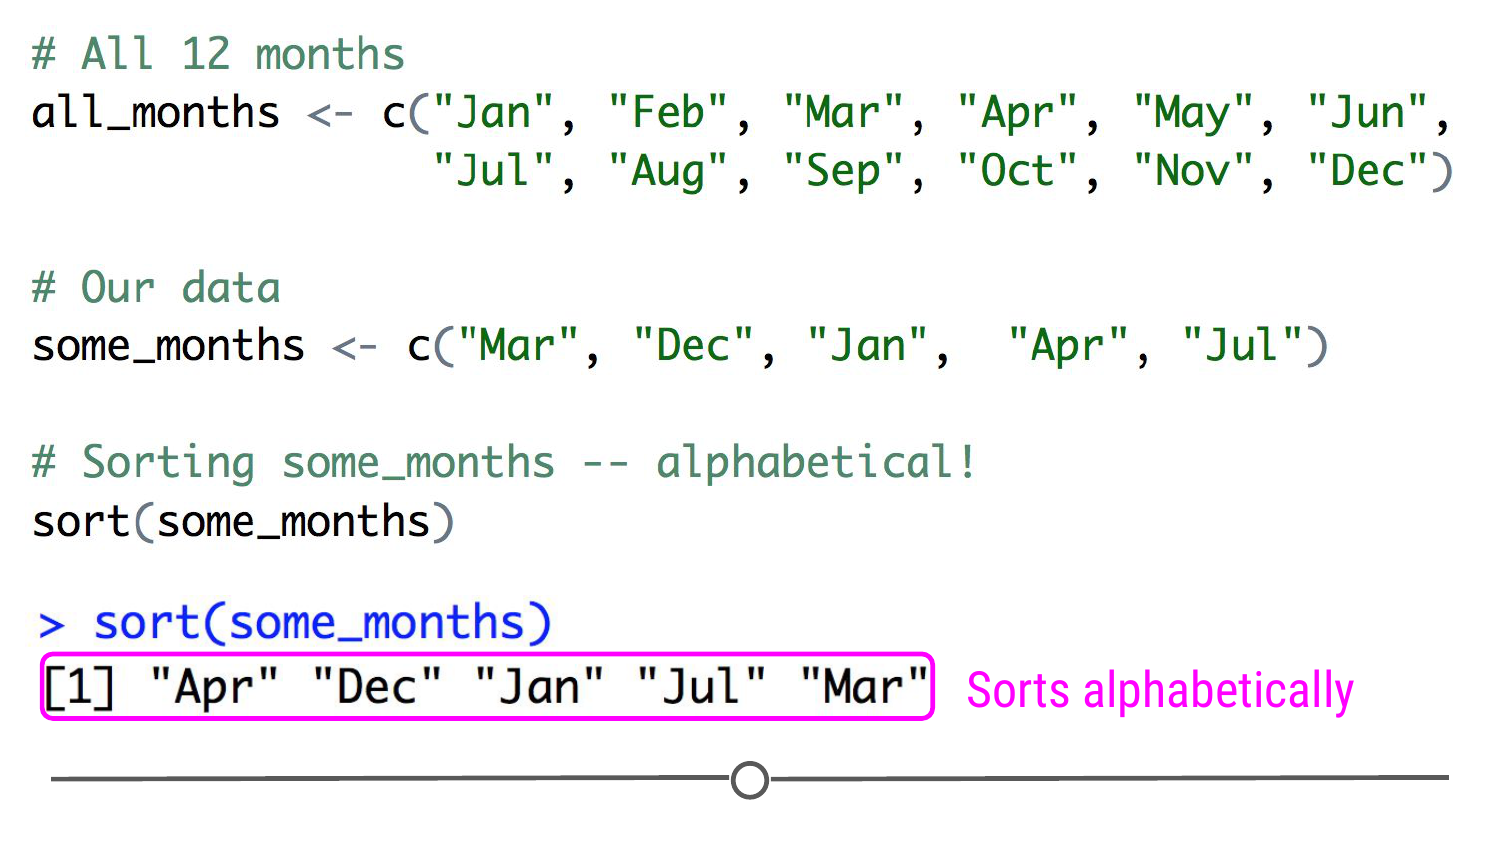 # All 12 months
all_months <- c("Jan", "Feb", "Mar", "Apr", "May", "Jun",
"Jul", "Aug", "Sep", "Oct", "Nov", "Dec")
# Our data
some_months <- c("Mar", "Dec", "Jan",  "Apr", "Jul")
# Sorting some_months -- alphabetical!
sort(some_months)
> sort(some_months)
[1] "Apr" "Dec" "Jan" "Jul" "Mar" Sorts alphabetically